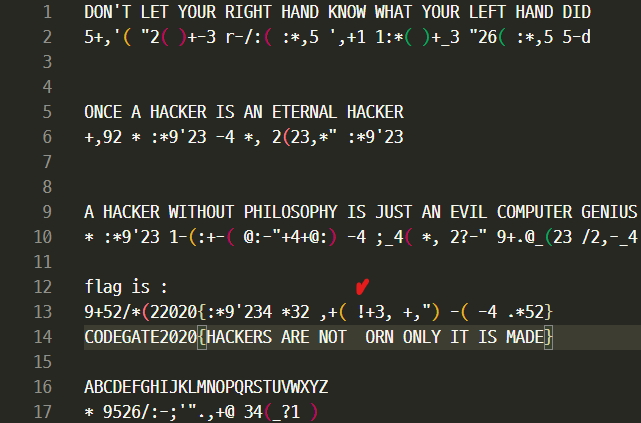 1 DON'T LET YOUR RIGHT HAND KNOW WHAT YOUR LEFT HAND DID
2 5+,'( "2( )+-3 r-/:( :*,5 ',+1 1:*( )+_3 "26( :*,5 5-d
3
4
5 ONCE A HACKER IS AN ETERNAL HACKER
6 +,92 * :*9'23 -4 *, 2(23,*" :*9'23
7
8
9 A HACKER WITHOUT PHILOSOPHY IS JUST AN EVIL COMPUTER GENIUS
10 * :*9'23 1-(:+-( @:-"+4+@:) -4 ;_4( *, 2?-" 9+.@_(23 /2,-_4
11
12 flag is :
13 9+52/*(22020{:*9'234 *32 ,+( !+3, +,") -( -4 .*52}
14 CODEGATE2020{HACKERS ARE NOT  ORN ONLY IT IS MADE}
15
16 ABCDEFGHIJKLMNOPQRSTUVWXYZ
17 * 9526/:-;'".,+@ 34(_?1 )